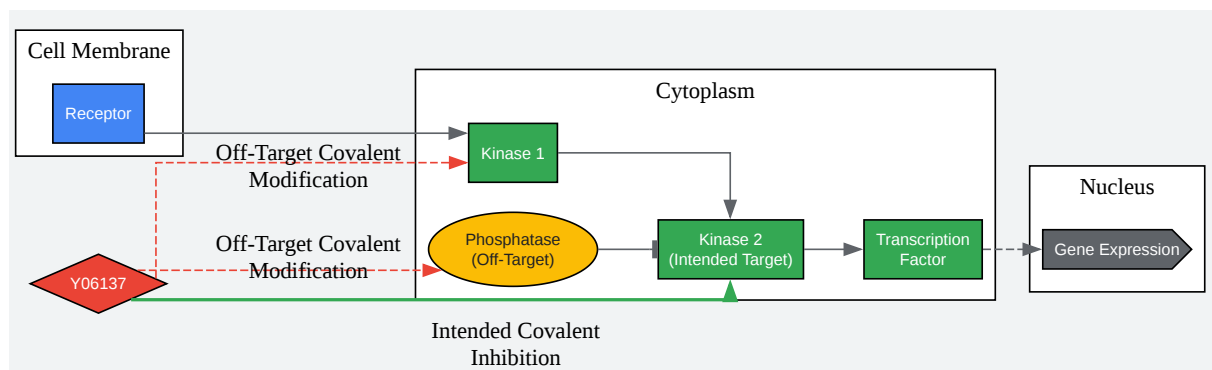 Cell Membrane
Receptor
Cytoplasm
Kinase 1
Off-Target Covalent
Modification
Phosphatase
(Off-Target)
Off-Target Covalent
Modification
Kinase 2
(Intended Target)
Transcription
Factor
Nucleus
Gene Expression
Y06137
Intended Covalent
Inhibition